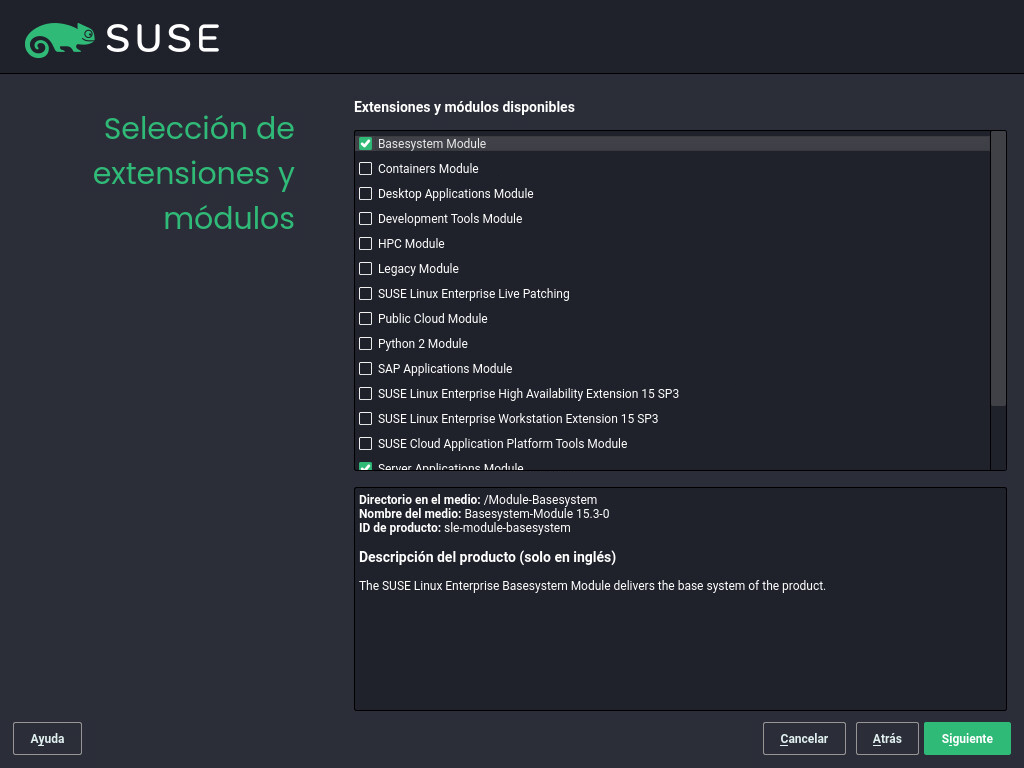 SUSE
Selección de
extensiones y
módulos
Extensiones y módulos disponibles
Basesystem Module
Containers Module
Desktop Applications Module
Development Tools Module
HPC Module
Legacy Module
SUSE Linux Enterprise Live Patching
Public Cloud Module
Python 2 Module
SAP Applications Module
SUSE Linux Enterprise High Availability Extension 15 SP3
SUSE Linux Enterprise Workstation Extension 15 SP3
SUSE Cloud Application Platform Tools Module
Server Applications Module
Directorio en el medio: /Module-Basesystem
Nombre del medio: Basesystem-Module 15.3-0
ID de producto: sle-module-basesystem
Descripción del producto (solo en inglés)
The SUSE Linux Enterprise Basesystem Module delivers the base system of the product.
Ayuda
Cancelar
Atrás
Siguiente